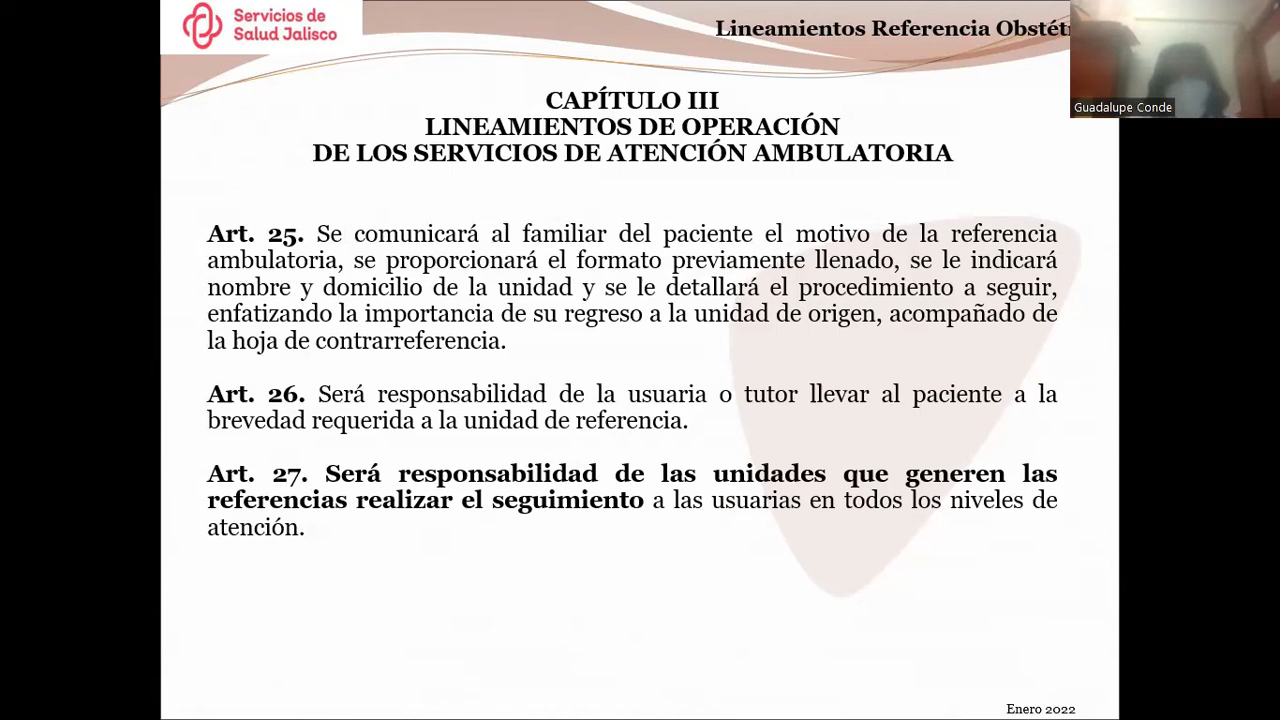 Servicios de
Salud Jalisco
Lineamientos Referencia Obstét
Guadalupe Conde
CAPÍTULO III
LINEAMIENTOS DE OPERACIÓN
DE LOS SERVICIOS DE ATENCIÓN AMBULATORIA
Art. 25. Se comunicará al familiar del paciente el motivo de la referencia
ambulatoria, se proporcionará el formato previamente llenado, se le indicará
nombre y domicilio de la unidad y se le detallará el procedimiento a seguir,
enfatizando la importancia de su regreso a la unidad de origen, acompañado de
la hoja de contrarreferencia.
Art. 26. Será responsabilidad de la usuaria o tutor llevar al paciente a la
brevedad requerida a la unidad de referencia.
Art. 27. Será responsabilidad de las unidades que generen las
referencias realizar el seguimiento a las usuarias en todos los niveles de
atención.
Enero 2022